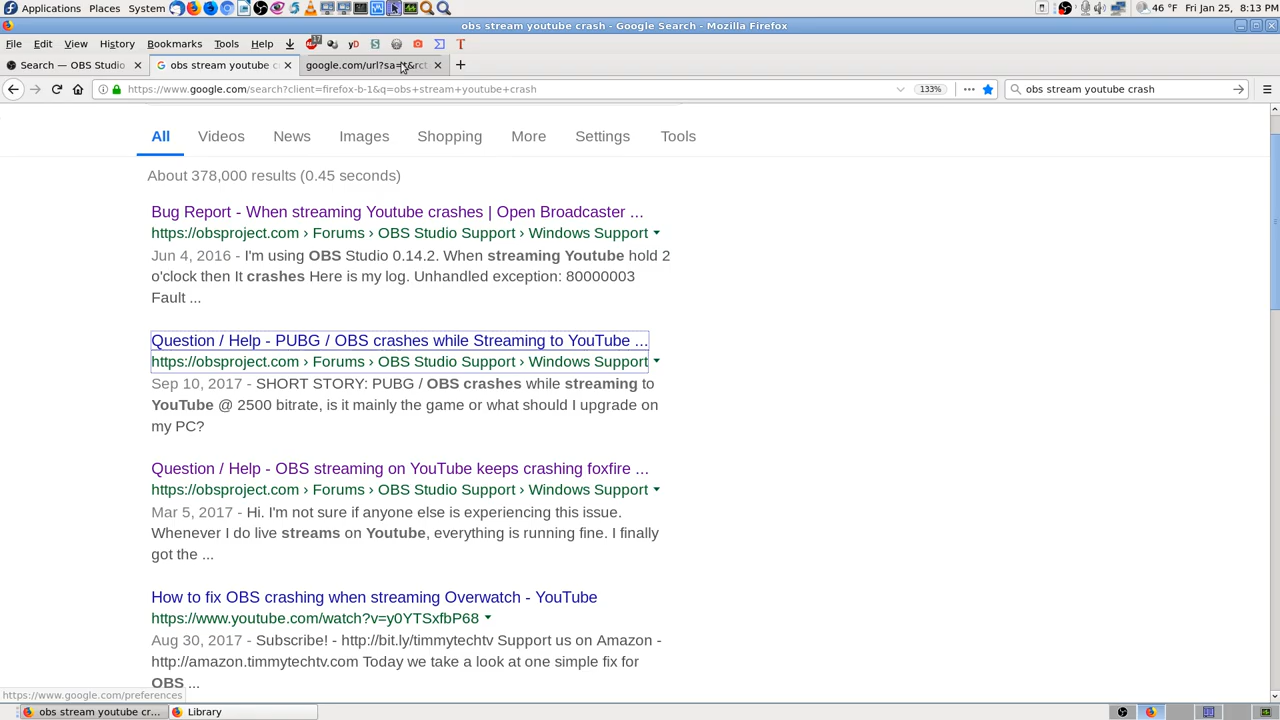 Applications Places System 46 °F Fri Jan 25, 8:13 PM
obs stream youtube crash - Google Search - Mozilla Firefox
File Edit View History Bookmarks Tools Help 17 yD S T
Search — OBS Studio obs stream youtube c google.com/url?sa=t&rct
https://www.google.com/search?client=firefox-b-1&q=obs+stream+youtube+crash 133% obs stream youtube crash
All Videos News Images Shopping More Settings Tools
About 378,000 results (0.45 seconds)
Bug Report - When streaming Youtube crashes | Open Broadcaster ...
https://obsproject.com › Forums › OBS Studio Support › Windows Support
Jun 4, 2016 - I'm using OBS Studio 0.14.2. When streaming Youtube hold 2
o'clock then It crashes Here is my log. Unhandled exception: 80000003
Fault ...
Question / Help - PUBG / OBS crashes while Streaming to YouTube ...
https://obsproject.com › Forums › OBS Studio Support › Windows Support
Sep 10, 2017 - SHORT STORY: PUBG / OBS crashes while streaming to
YouTube @ 2500 bitrate, is it mainly the game or what should I upgrade on
my PC?
Question / Help - OBS streaming on YouTube keeps crashing foxfire ...
https://obsproject.com › Forums › OBS Studio Support › Windows Support
Mar 5, 2017 - Hi. I'm not sure if anyone else is experiencing this issue.
Whenever I do live streams on Youtube, everything is running fine. I finally
got the ...
How to fix OBS crashing when streaming Overwatch - YouTube
https://www.youtube.com/watch?v=y0YTSxfbP68
Aug 30, 2017 - Subscribe! - http://bit.ly/timmytechtv Support us on Amazon -
http://amazon.timmytechtv.com Today we take a look at one simple fix for
OBS ...
https://www.google.com/preferences
obs stream youtube cr... Library